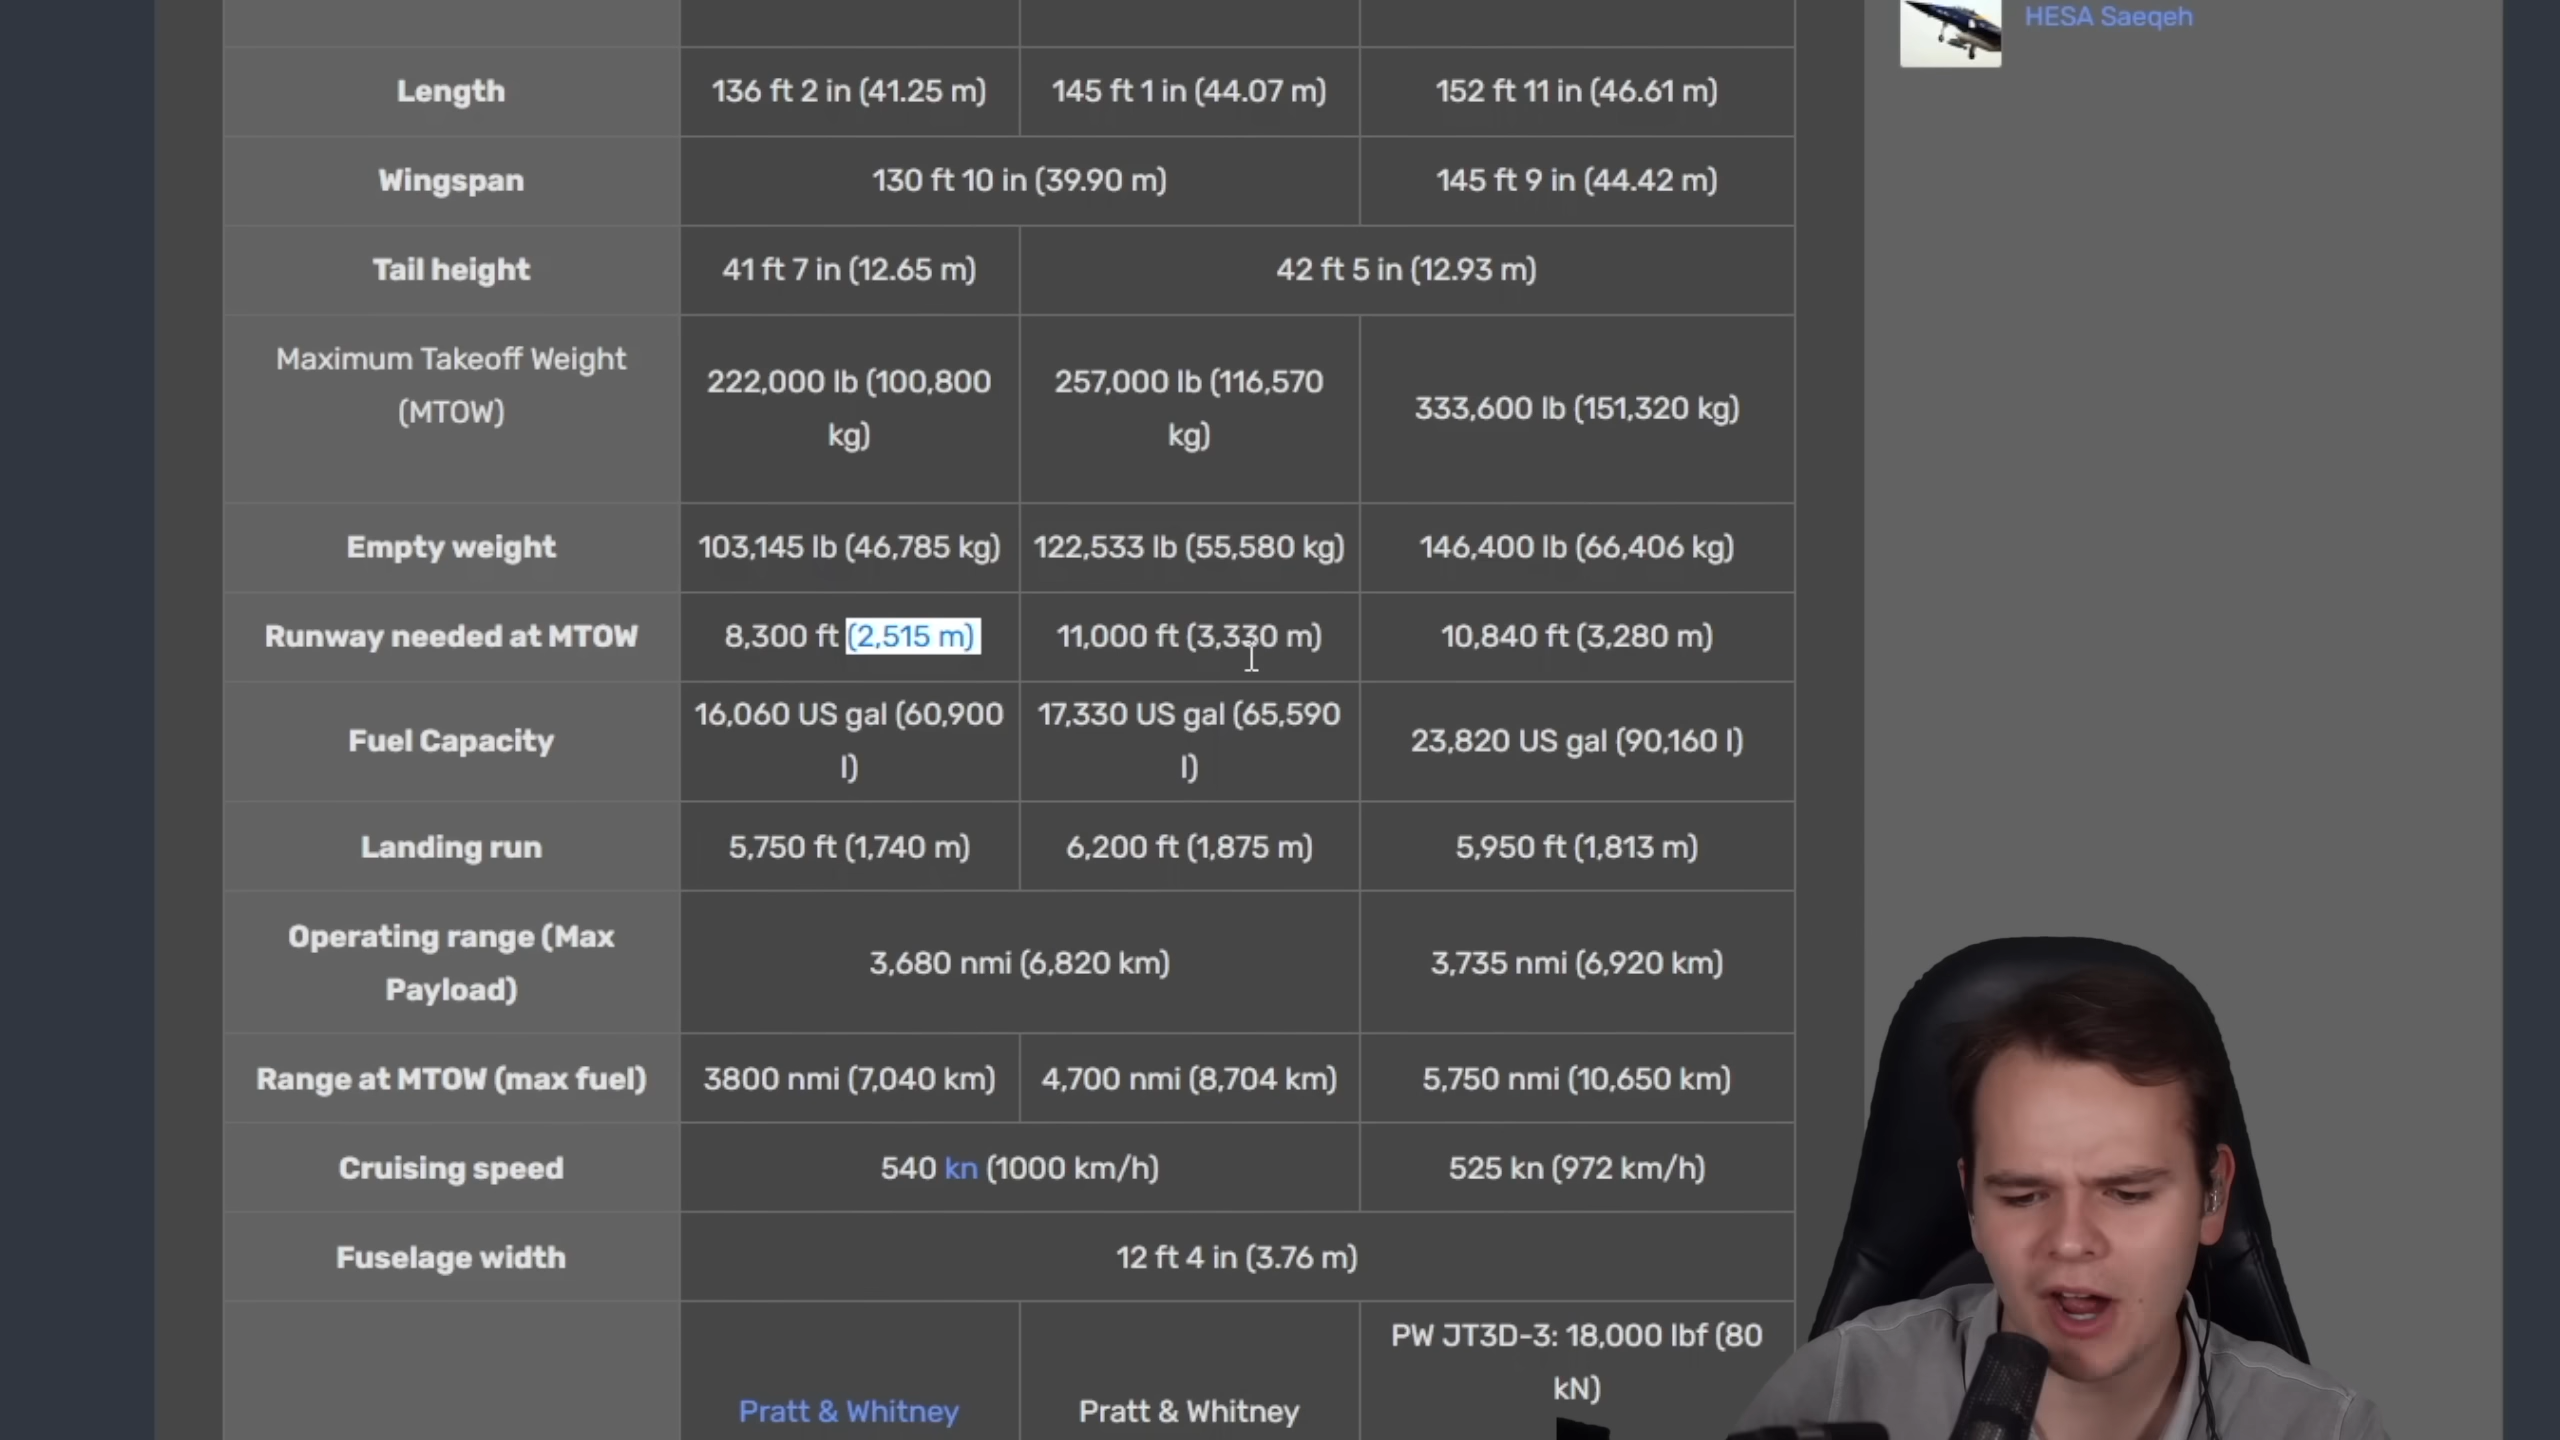 HESA Saeqeh
Length 136 ft 2 in (41.25 m) 145 ft 1 in (44.07 m) 152 ft 11 in (46.61 m)
Wingspan 130 ft 10 in (39.90 m) 145 ft 9 in (44.42 m)
Tail height 41 ft 7 in (12.65 m) 42 ft 5 in (12.93 m)
Maximum Takeoff Weight
(MTOW)
222,000 lb (100,800
kg)
257,000 lb (116,570
kg)
333,600 lb (151,320 kg)
Empty weight 103,145 lb (46,785 kg) 122,533 lb (55,580 kg) 146,400 lb (66,406 kg)
Runway needed at MTOW 8,300 ft (2,515 m) 11,000 ft (3,330 m) 10,840 ft (3,280 m)
Fuel Capacity
16,060 US gal (60,900
l)
17,330 US gal (65,590
l)
23,820 US gal (90,160 l)
Landing run 5,750 ft (1,740 m) 6,200 ft (1,875 m) 5,950 ft (1,813 m)
Operating range (Max
Payload)
3,680 nmi (6,820 km) 3,735 nmi (6,920 km)
Range at MTOW (max fuel) 3800 nmi (7,040 km) 4,700 nmi (8,704 km) 5,750 nmi (10,650 km)
Cruising speed 540 kn (1000 km/h) 525 kn (972 km/h)
Fuselage width 12 ft 4 in (3.76 m)
Pratt & Whitney
Pratt & Whitney
PW JT3D-3: 18,000 lbf (80
kN)